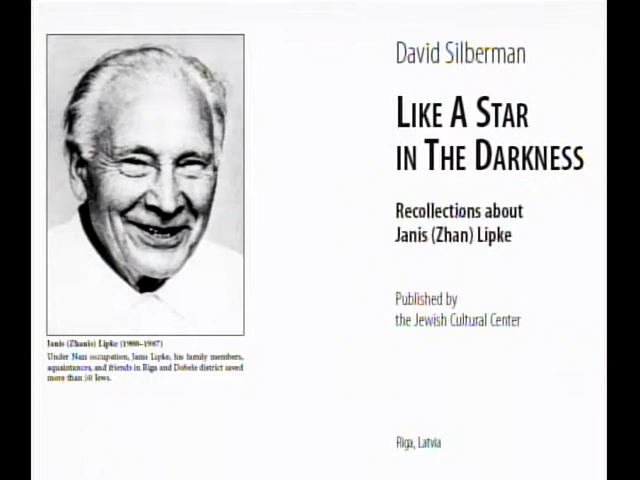 Janis (Zhanis) Lipke (1900–1987)
Under Nazi occupation, Janis Lipke, his family members,
aquaintances, and friends in Riga and Dobele district saved
more than 50 Jews.
David Silberman
LIKE A STAR
IN THE DARKNESS
Recollections about
Janis (Zhan) Lipke
Published by
the Jewish Cultural Center
Riga, Latvia